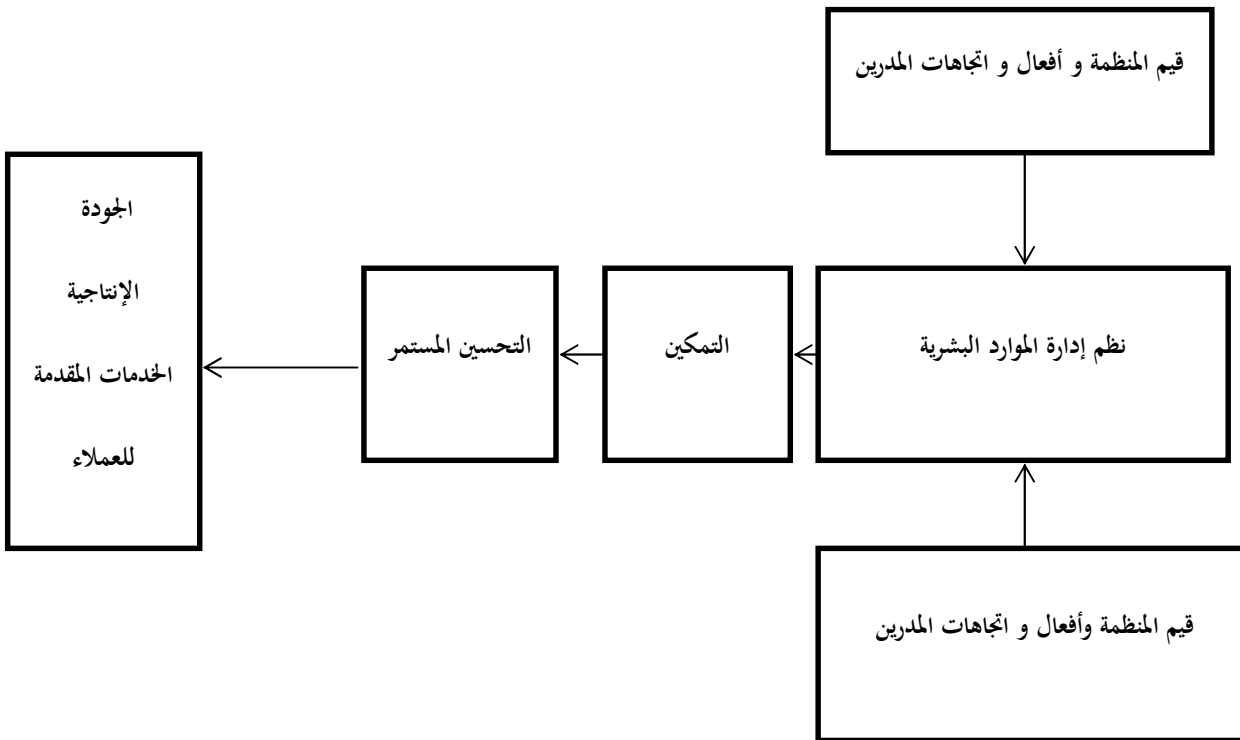 قيم المنظمة و أفعال و اتجاهات المدرين
نظم إدارة الموارد البشرية
التمكين
التحسين المستمر
الجودة
الإنتاجية
الخدمات المقدمة
للعملاء
قيم المنظمة وأفعال و اتجاهات المدرين